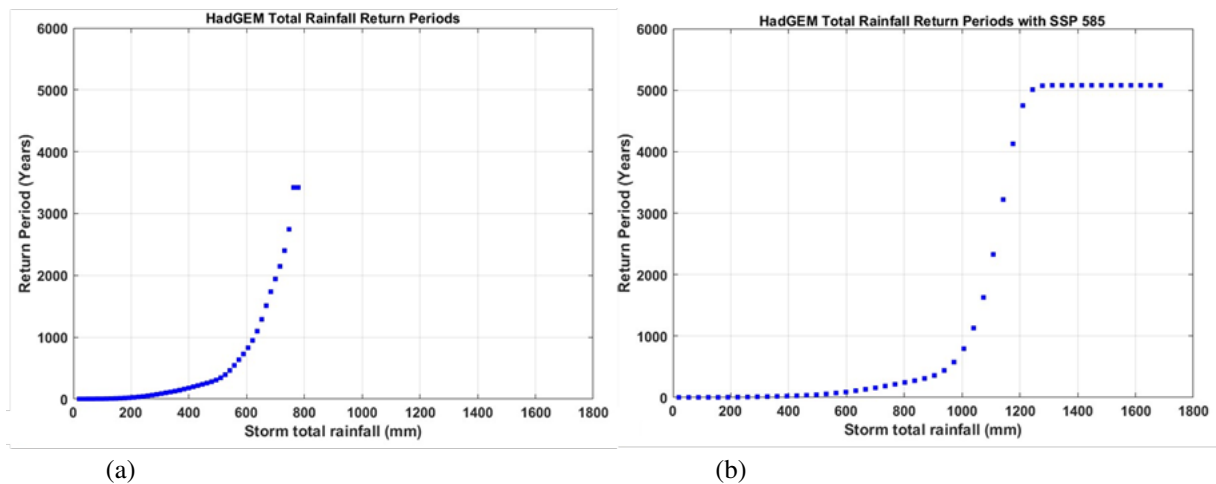 HadGEM Total Rainfall Return Periods
6000
5000
4000
3000
2000
1000
0
Return Period (Years)
0 200 400 600 800 1000 1200 1400 1600 1800
Storm total rainfall (mm)
(a)
HadGEM Total Rainfall Return Periods with SSP 585
6000
5000
4000
3000
2000
1000
0
Return Period (Years)
0 200 400 600 800 1000 1200 1400 1600 1800
Storm total rainfall (mm)
(b)